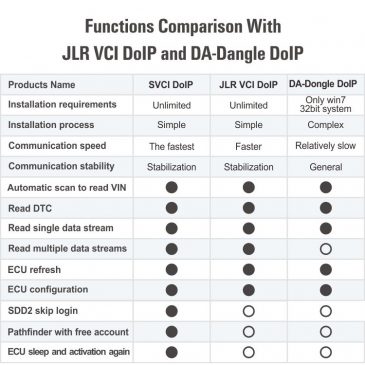 Functions Comparison With
JLR VCI DoIP and DA-Dangle DoIP
Products Name SVCI DoIP JLR VCI DoIP DA-Dongle DoIP
Installation requirements Unlimited Unlimited Only win7
32bit system
Installation process Simple Simple Complex
Communication speed The fastest Faster Relatively slow
Communication stability Stabilization Stabilization General
Automatic scan to read VIN ● ● ●
Read DTC ● ● ●
Read single data stream ● ● ●
Read multiple data streams ● ● ○
ECU refresh ● ● ●
ECU configuration ● ● ●
SDD2 skip login ● ○ ○
Pathfinder with free account ● ○ ○
ECU sleep and activation again ● ○ ○